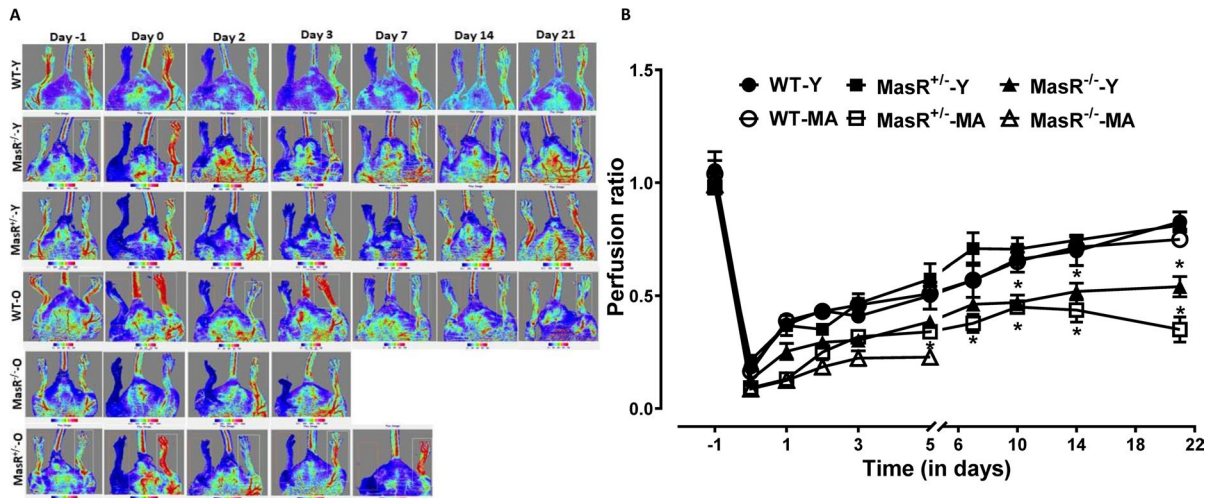 A
Day -1 Day 0 Day 2 Day 3 Day 7 Day 14 Day 21
WT-Y
MasR-/-Y
MasR+/-Y
WT-O
MasR-/-O
MasR+/-O
B
Perfusion ratio
1.5
1.0
0.5
0.0
WT-Y MasR+/--Y MasR-/--Y
WT-MA MasR+/--MA MasR-/--MA
* * * * * * * *
-1 1 3 5 6 10 14 18 22
Time (in days)